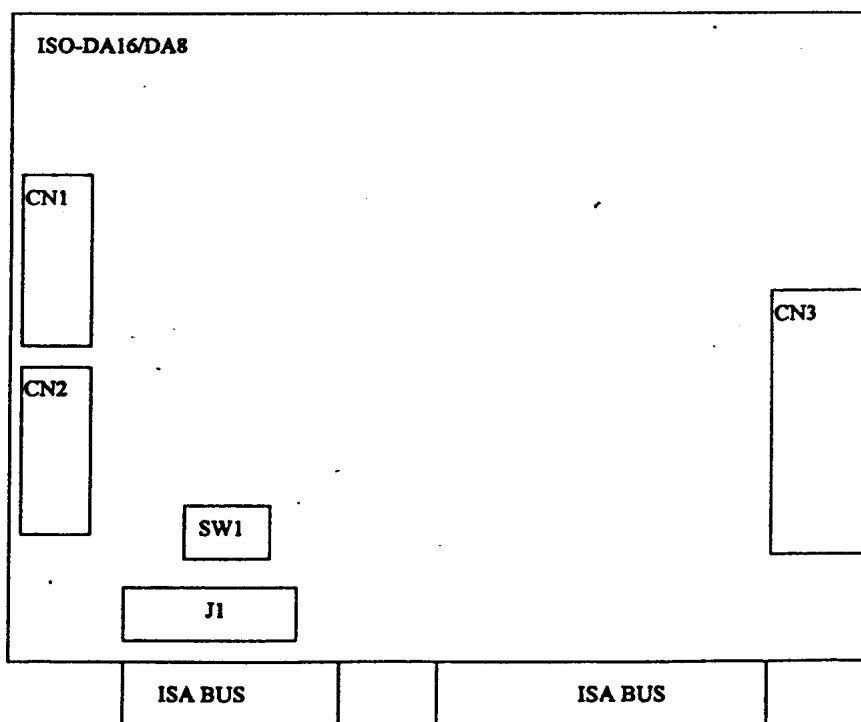 ISO-DA16/DA8
CN1
CN3
CN2
SW1
J1
ISA BUS
ISA BUS